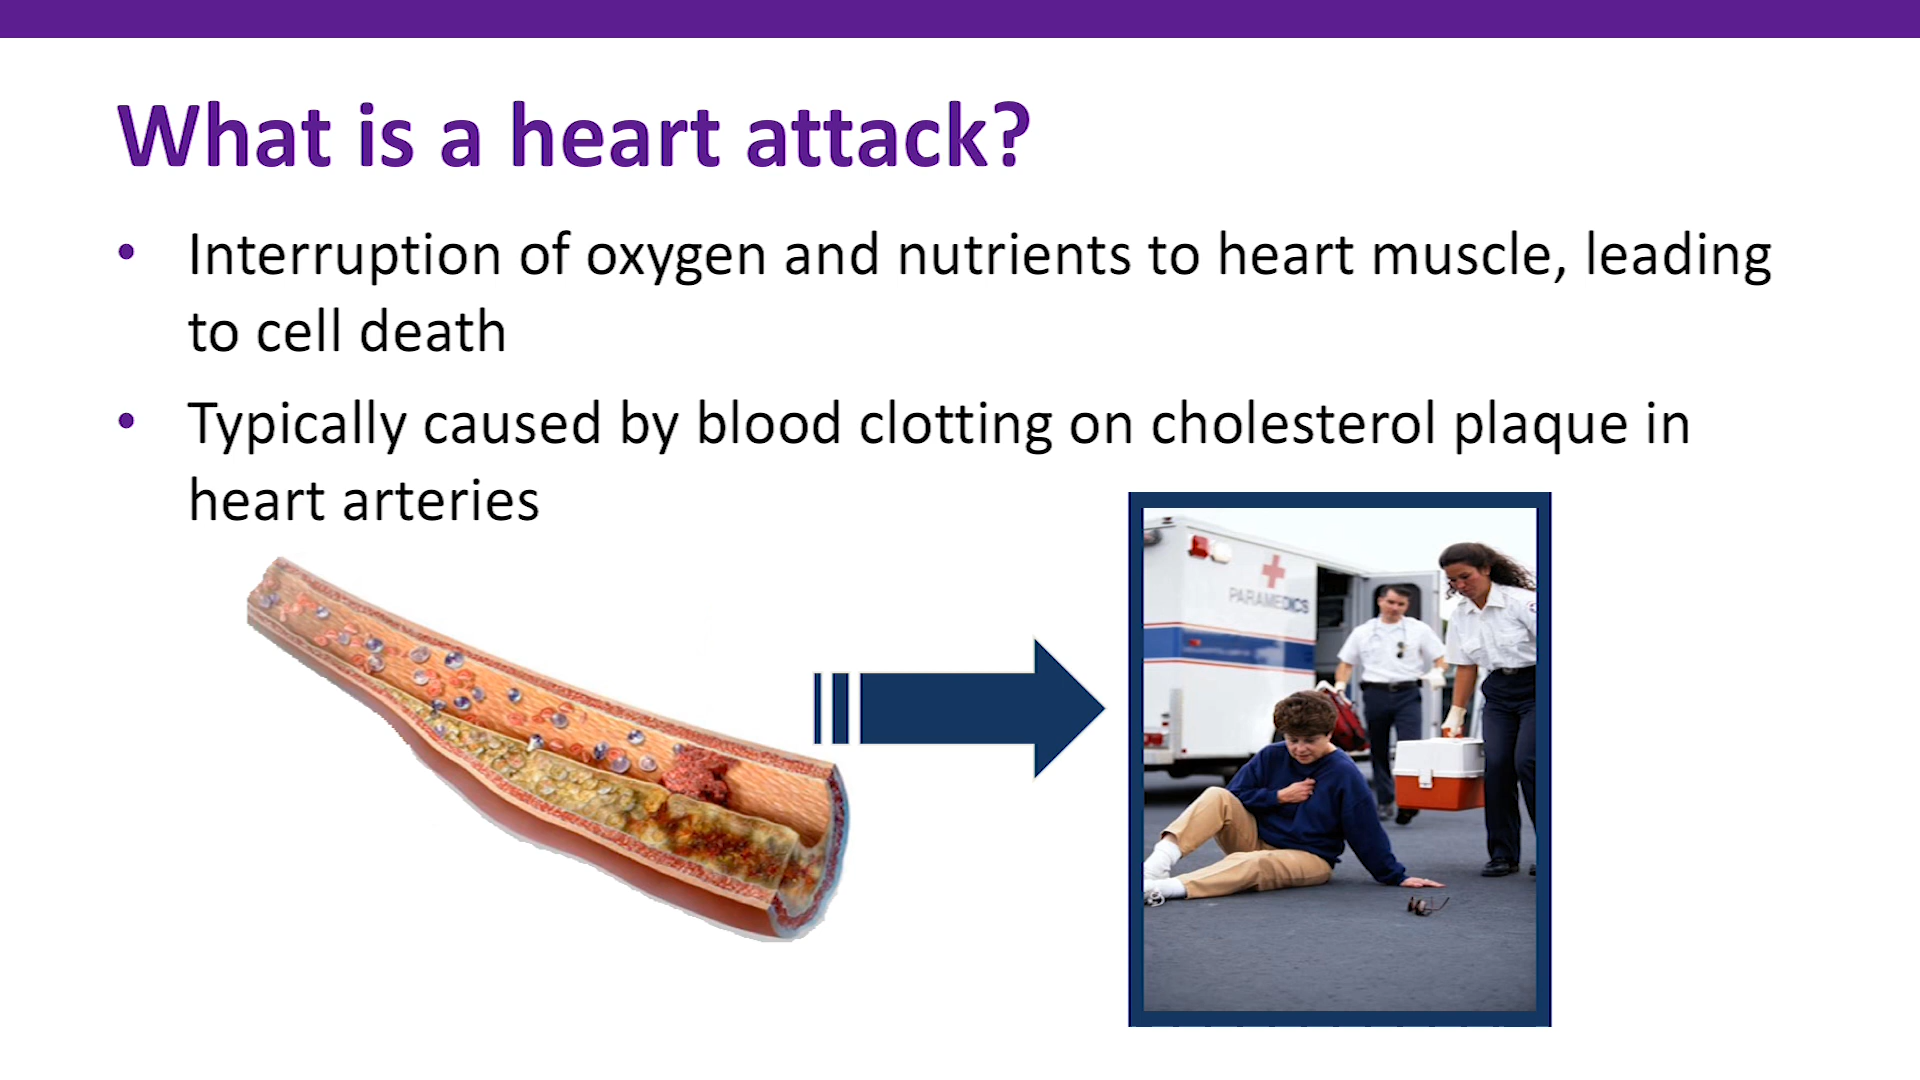 What is a heart attack?
• Interruption of oxygen and nutrients to heart muscle, leading
to cell death
• Typically caused by blood clotting on cholesterol plaque in
heart arteries
PARAMEDICS